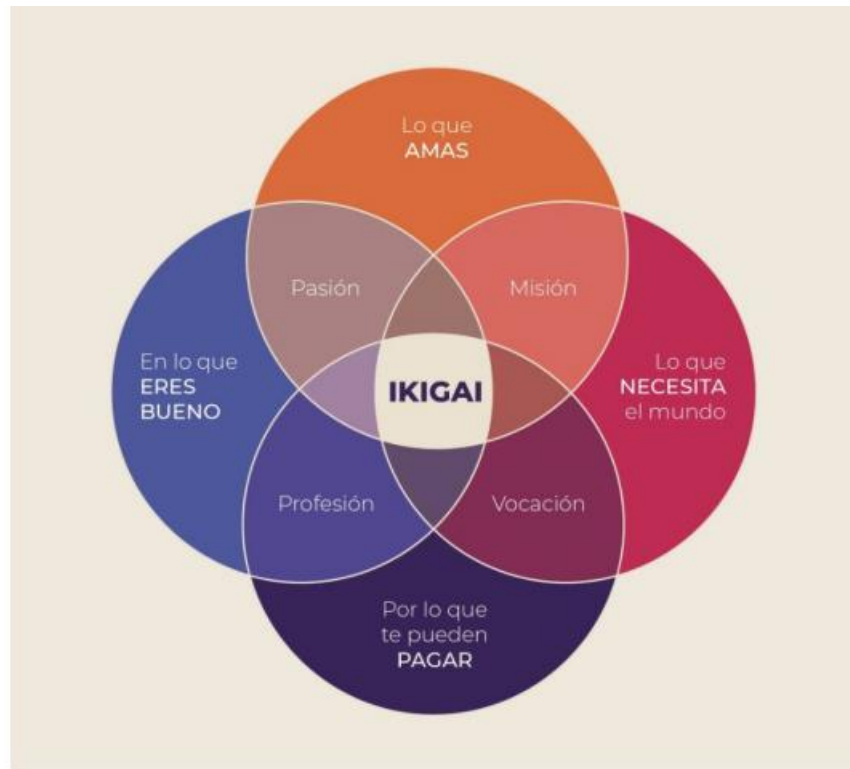 Lo que
AMAS
Pasión
Misión
En lo que
ERES
BUENO
IKIGAI
Lo que
NECESITA
el mundo
Profesión
Vocación
Por lo que
te pueden
PAGAR